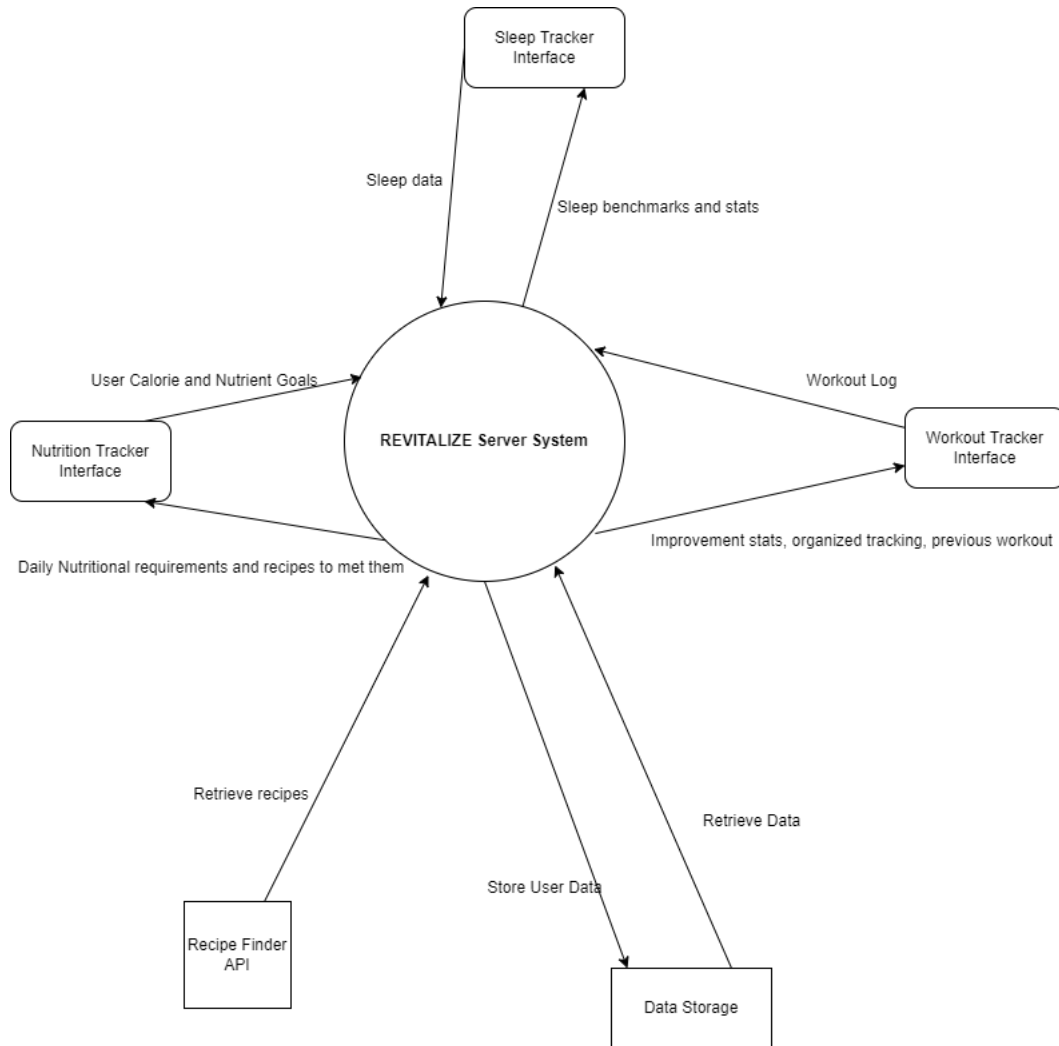 Sleep Tracker
Interface
Sleep data
Sleep benchmarks and stats
User Calorie and Nutrient Goals
Workout Log
Nutrition Tracker
Interface
REVITALIZE Server System
Workout Tracker
Interface
Improvement stats, organized tracking, previous workout
Daily Nutritional requirements and recipes to met them
Retrieve recipes
Retrieve Data
Store User Data
Recipe Finder
API
Data Storage